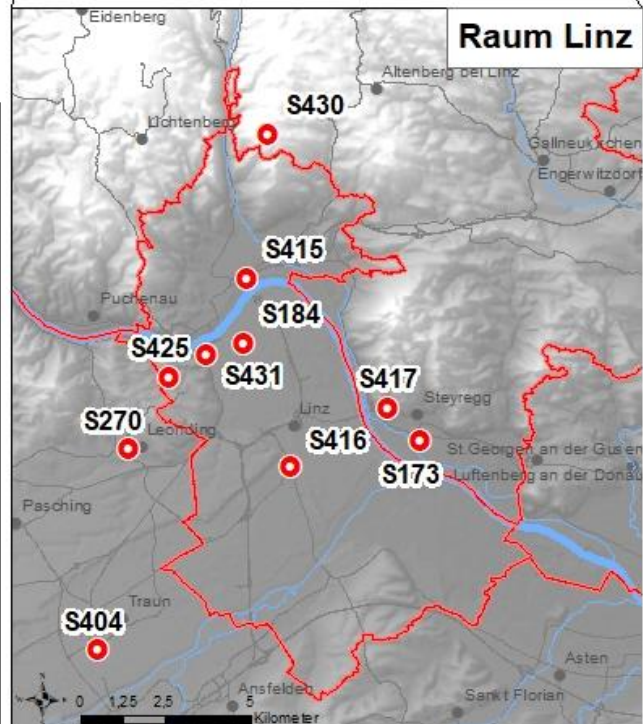 Eidenberg
Raum Linz
Altenberg bei Linz
S430
Lichtenberg
Gallneukirchen
Engerwitzdorf
S415
Puchenau
S184
S425
S431
S417
Steyregg
S270
Linz
Leonding
S416
St.Georgen an der Gusen
S173
Luftenberg an der Donau
Pasching
Traun
S404
Asten
Ansfelden
Sankt Florian
0 1,25 2,5 5
Kilometer